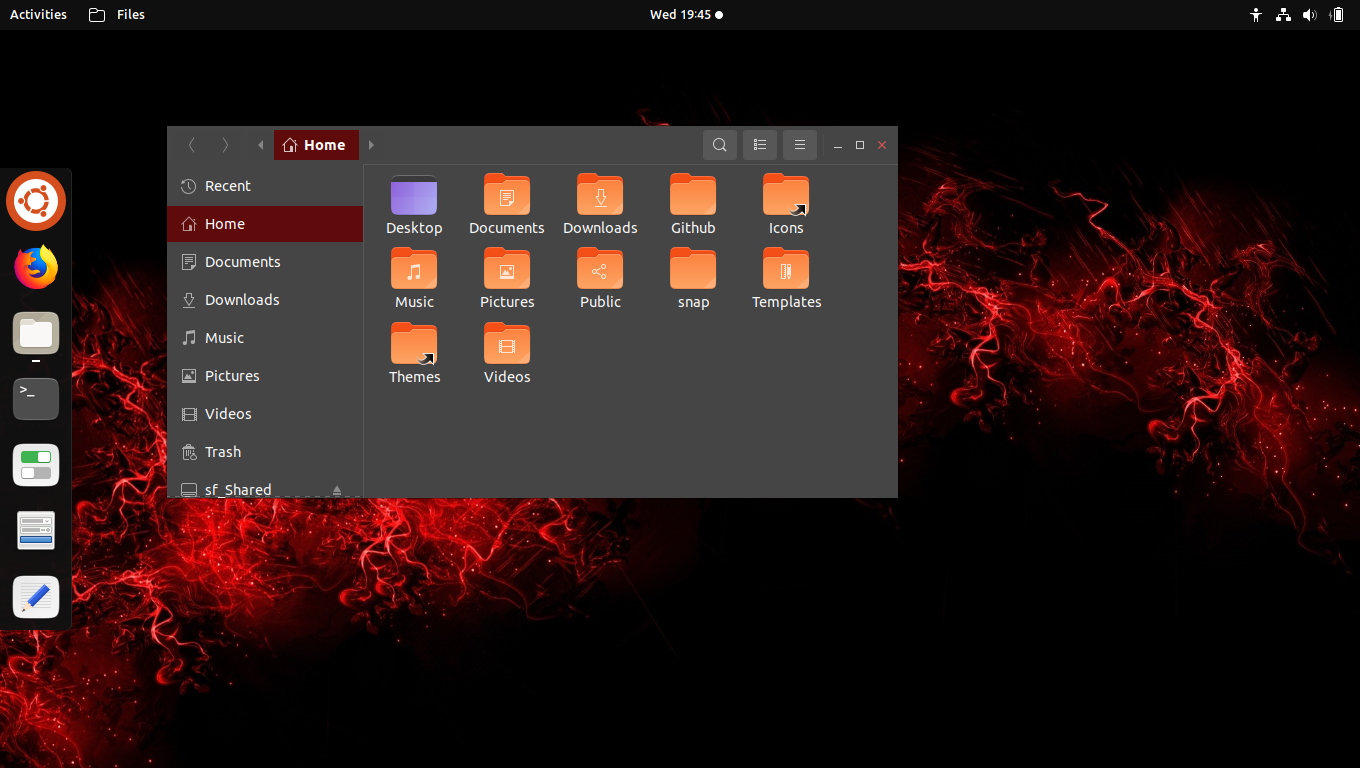 Activities Files Wed 19:45
Home
Recent
Home
Documents
Downloads
Music
Pictures
Videos
Trash
sf_Shared
Desktop Documents Downloads Github Icons
Music Pictures Public snap Templates
Themes Videos
>_